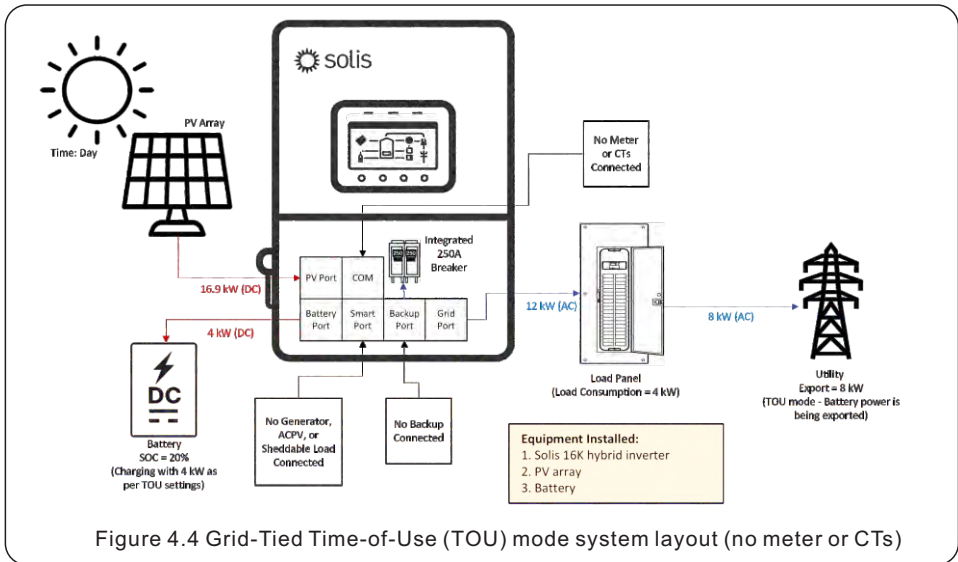 solis
PV Array
Time: Day
No Meter
or CTs
Connected
Integrated
250A
Breaker
250 250
PV Port
COM
16.9 kW (DC)
Battery
Port
Smart
Port
Backup
Port
Grid
Port
4 kW (DC)
12 kW (AC)
8 kW (AC)
DC
Battery
SOC = 20%
(Charging with 4 kW as
per TOU settings)
No Generator,
ACPV, or
Sheddable Load
Connected
No Backup
Connected
Load Panel
(Load Consumption = 4 kW)
Utility
Export = 8 kW
(TOU mode - Battery power is
being exported)
Equipment Installed:
1. Solis 16K hybrid inverter
2. PV array
3. Battery
Figure 4.4 Grid-Tied Time-of-Use (TOU) mode system layout (no meter or CTs)